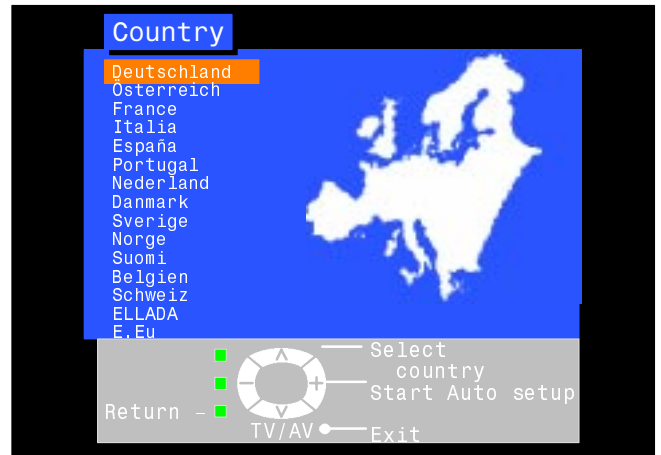 Country
Deutschland
Österreich
France
Italia
España
Portugal
Nederland
Danmark
Sverige
Norge
Suomi
Belgien
Schweiz
ELLADA
E.Eu
Select
country
Start Auto setup
Return –
TV/AV
Exit